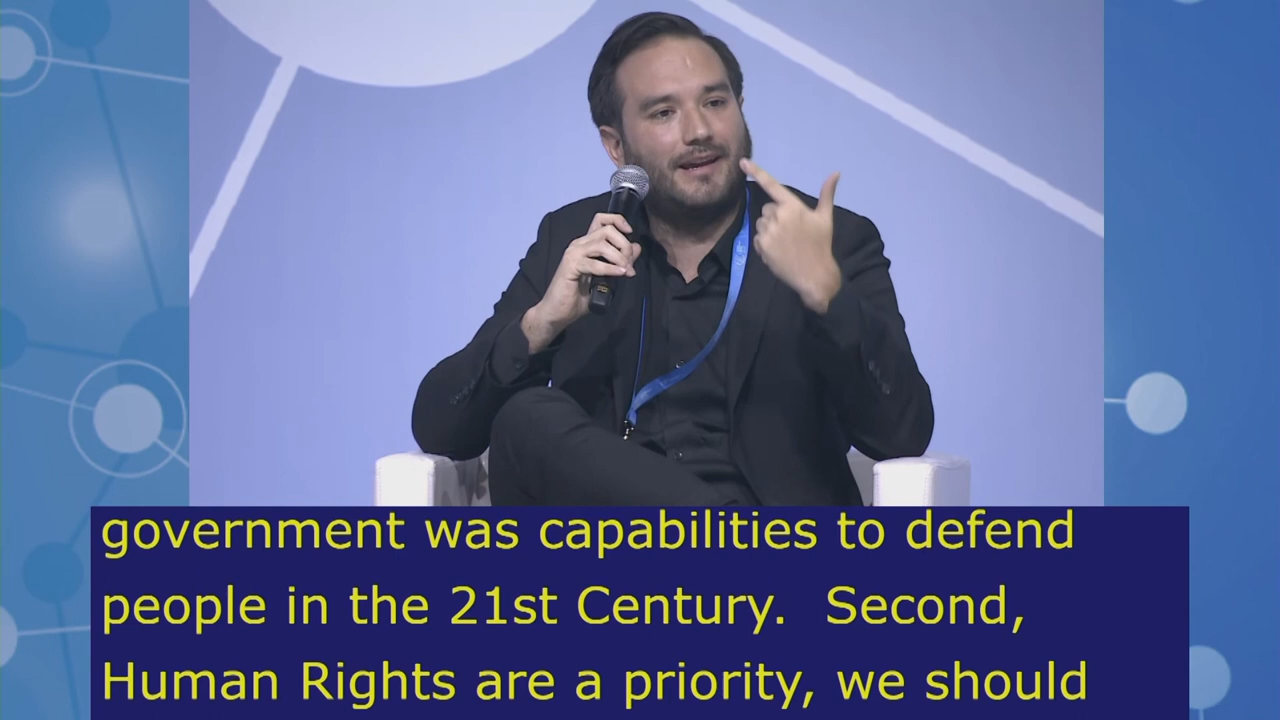 government was capabilities to defend
people in the 21st Century.  Second,
Human Rights are a priority, we should